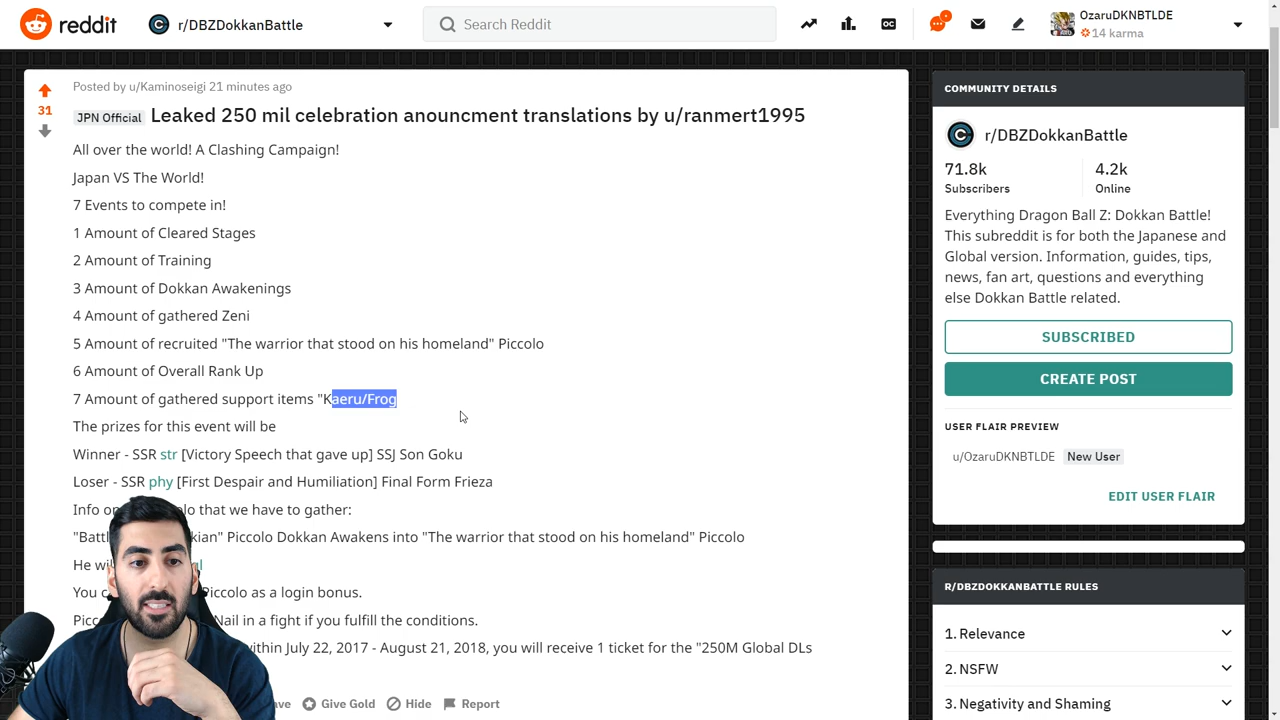 reddit
r/DBZDokkanBattle
Search Reddit
OzaruDKNBTLDE
14 karma
Posted by u/Kaminoseigi 21 minutes ago
31
JPN Official Leaked 250 mil celebration anouncment translations by u/ranmert1995
All over the world! A Clashing Campaign!
Japan VS The World!
7 Events to compete in!
1 Amount of Cleared Stages
2 Amount of Training
3 Amount of Dokkan Awakenings
4 Amount of gathered Zeni
5 Amount of recruited "The warrior that stood on his homeland" Piccolo
6 Amount of Overall Rank Up
7 Amount of gathered support items "Kaeru/Frog
The prizes for this event will be
Winner - SSR str [Victory Speech that gave up] SSJ Son Goku
Loser - SSR phy [First Despair and Humiliation] Final Form Frieza
Info on that we have to gather:
Piccolo Dokkan Awakens into "The warrior that stood on his homeland" Piccolo
He
You Piccolo as a login bonus.
Nail in a fight if you fulfill the conditions.
within July 22, 2017 - August 21, 2018, you will receive 1 ticket for the "250M Global DLs
Give Gold
Hide
Report
COMMUNITY DETAILS
r/DBZDokkanBattle
71.8k 4.2k
Subscribers Online
Everything Dragon Ball Z: Dokkan Battle!
This subreddit is for both the Japanese and
Global version. Information, guides, tips,
news, fan art, questions and everything
else Dokkan Battle related.
SUBSCRIBED
CREATE POST
USER FLAIR PREVIEW
u/OzaruDKNBTLDE New User
EDIT USER FLAIR
R/DBZDOKKANBATTLE RULES
1. Relevance
2. NSFW
3. Negativity and Shaming